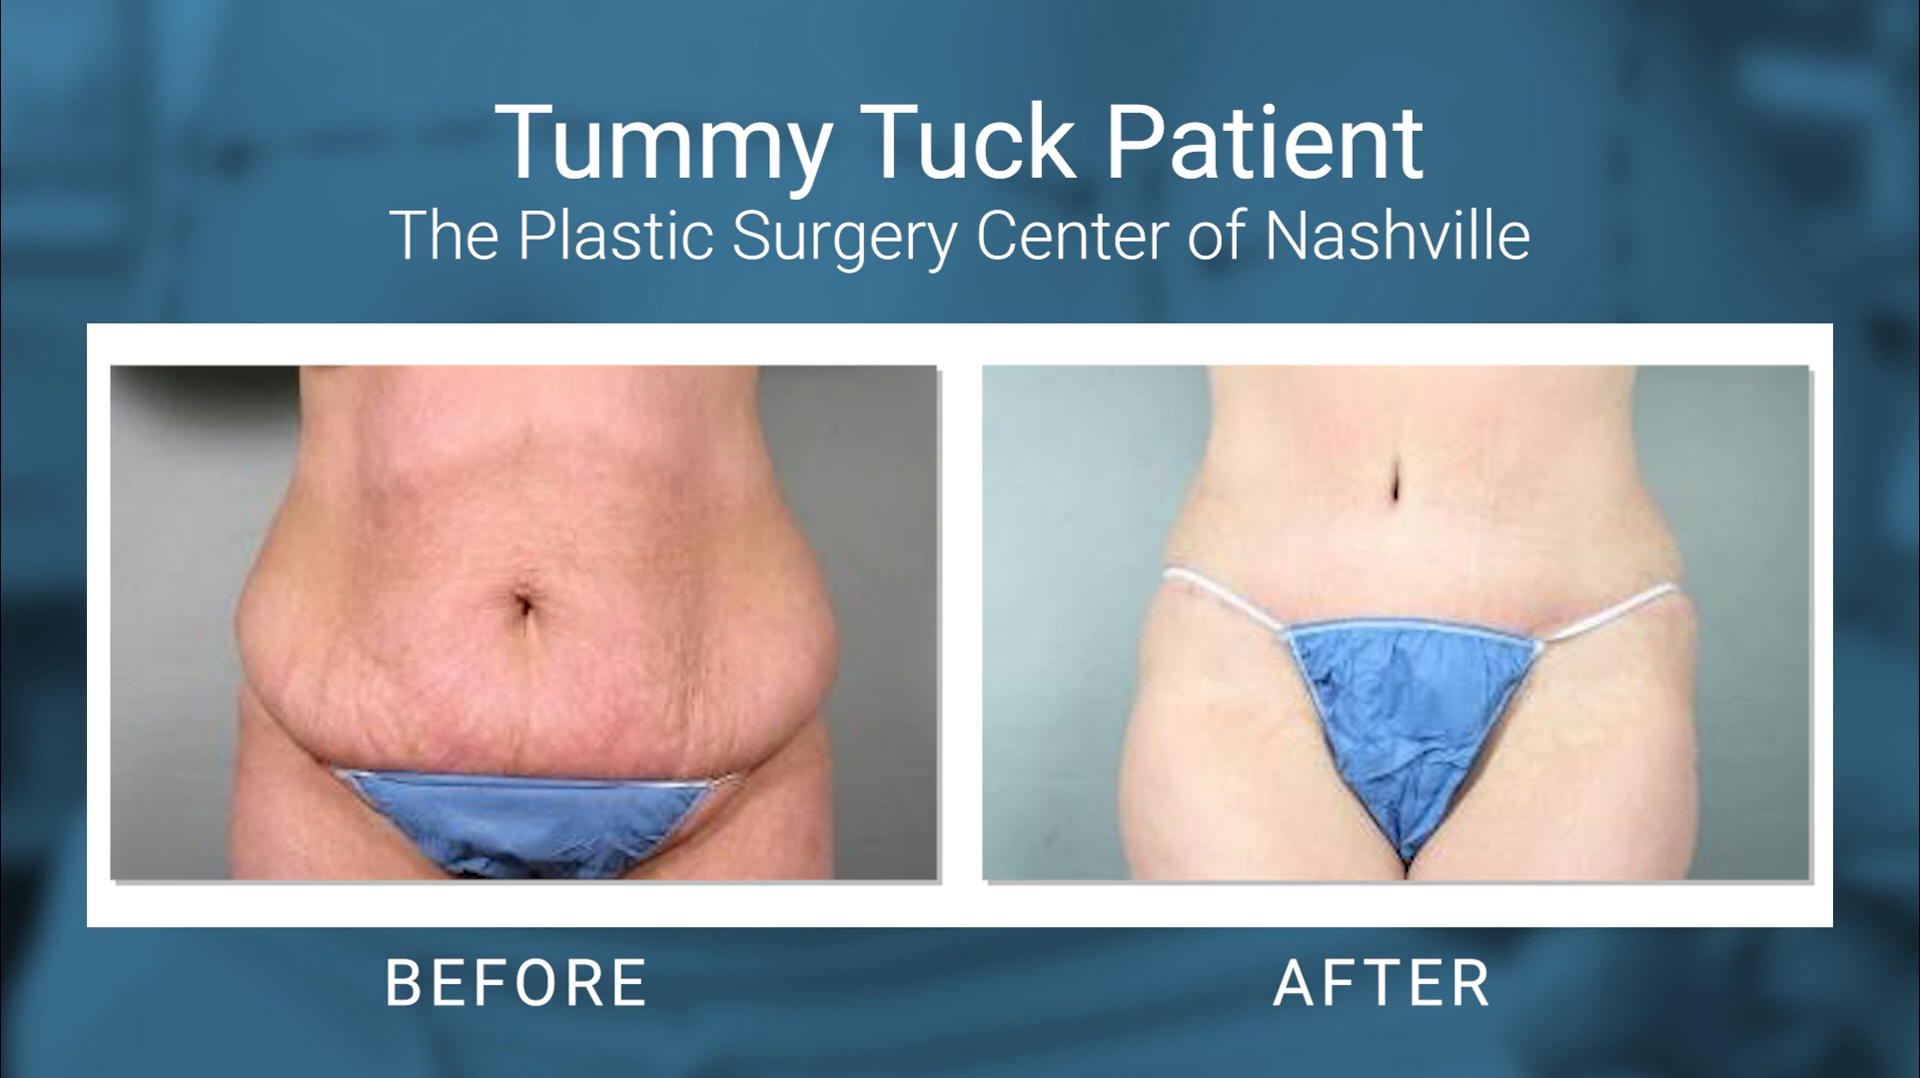 Tummy Tuck Patient
The Plastic Surgery Center of Nashville
BEFORE
AFTER